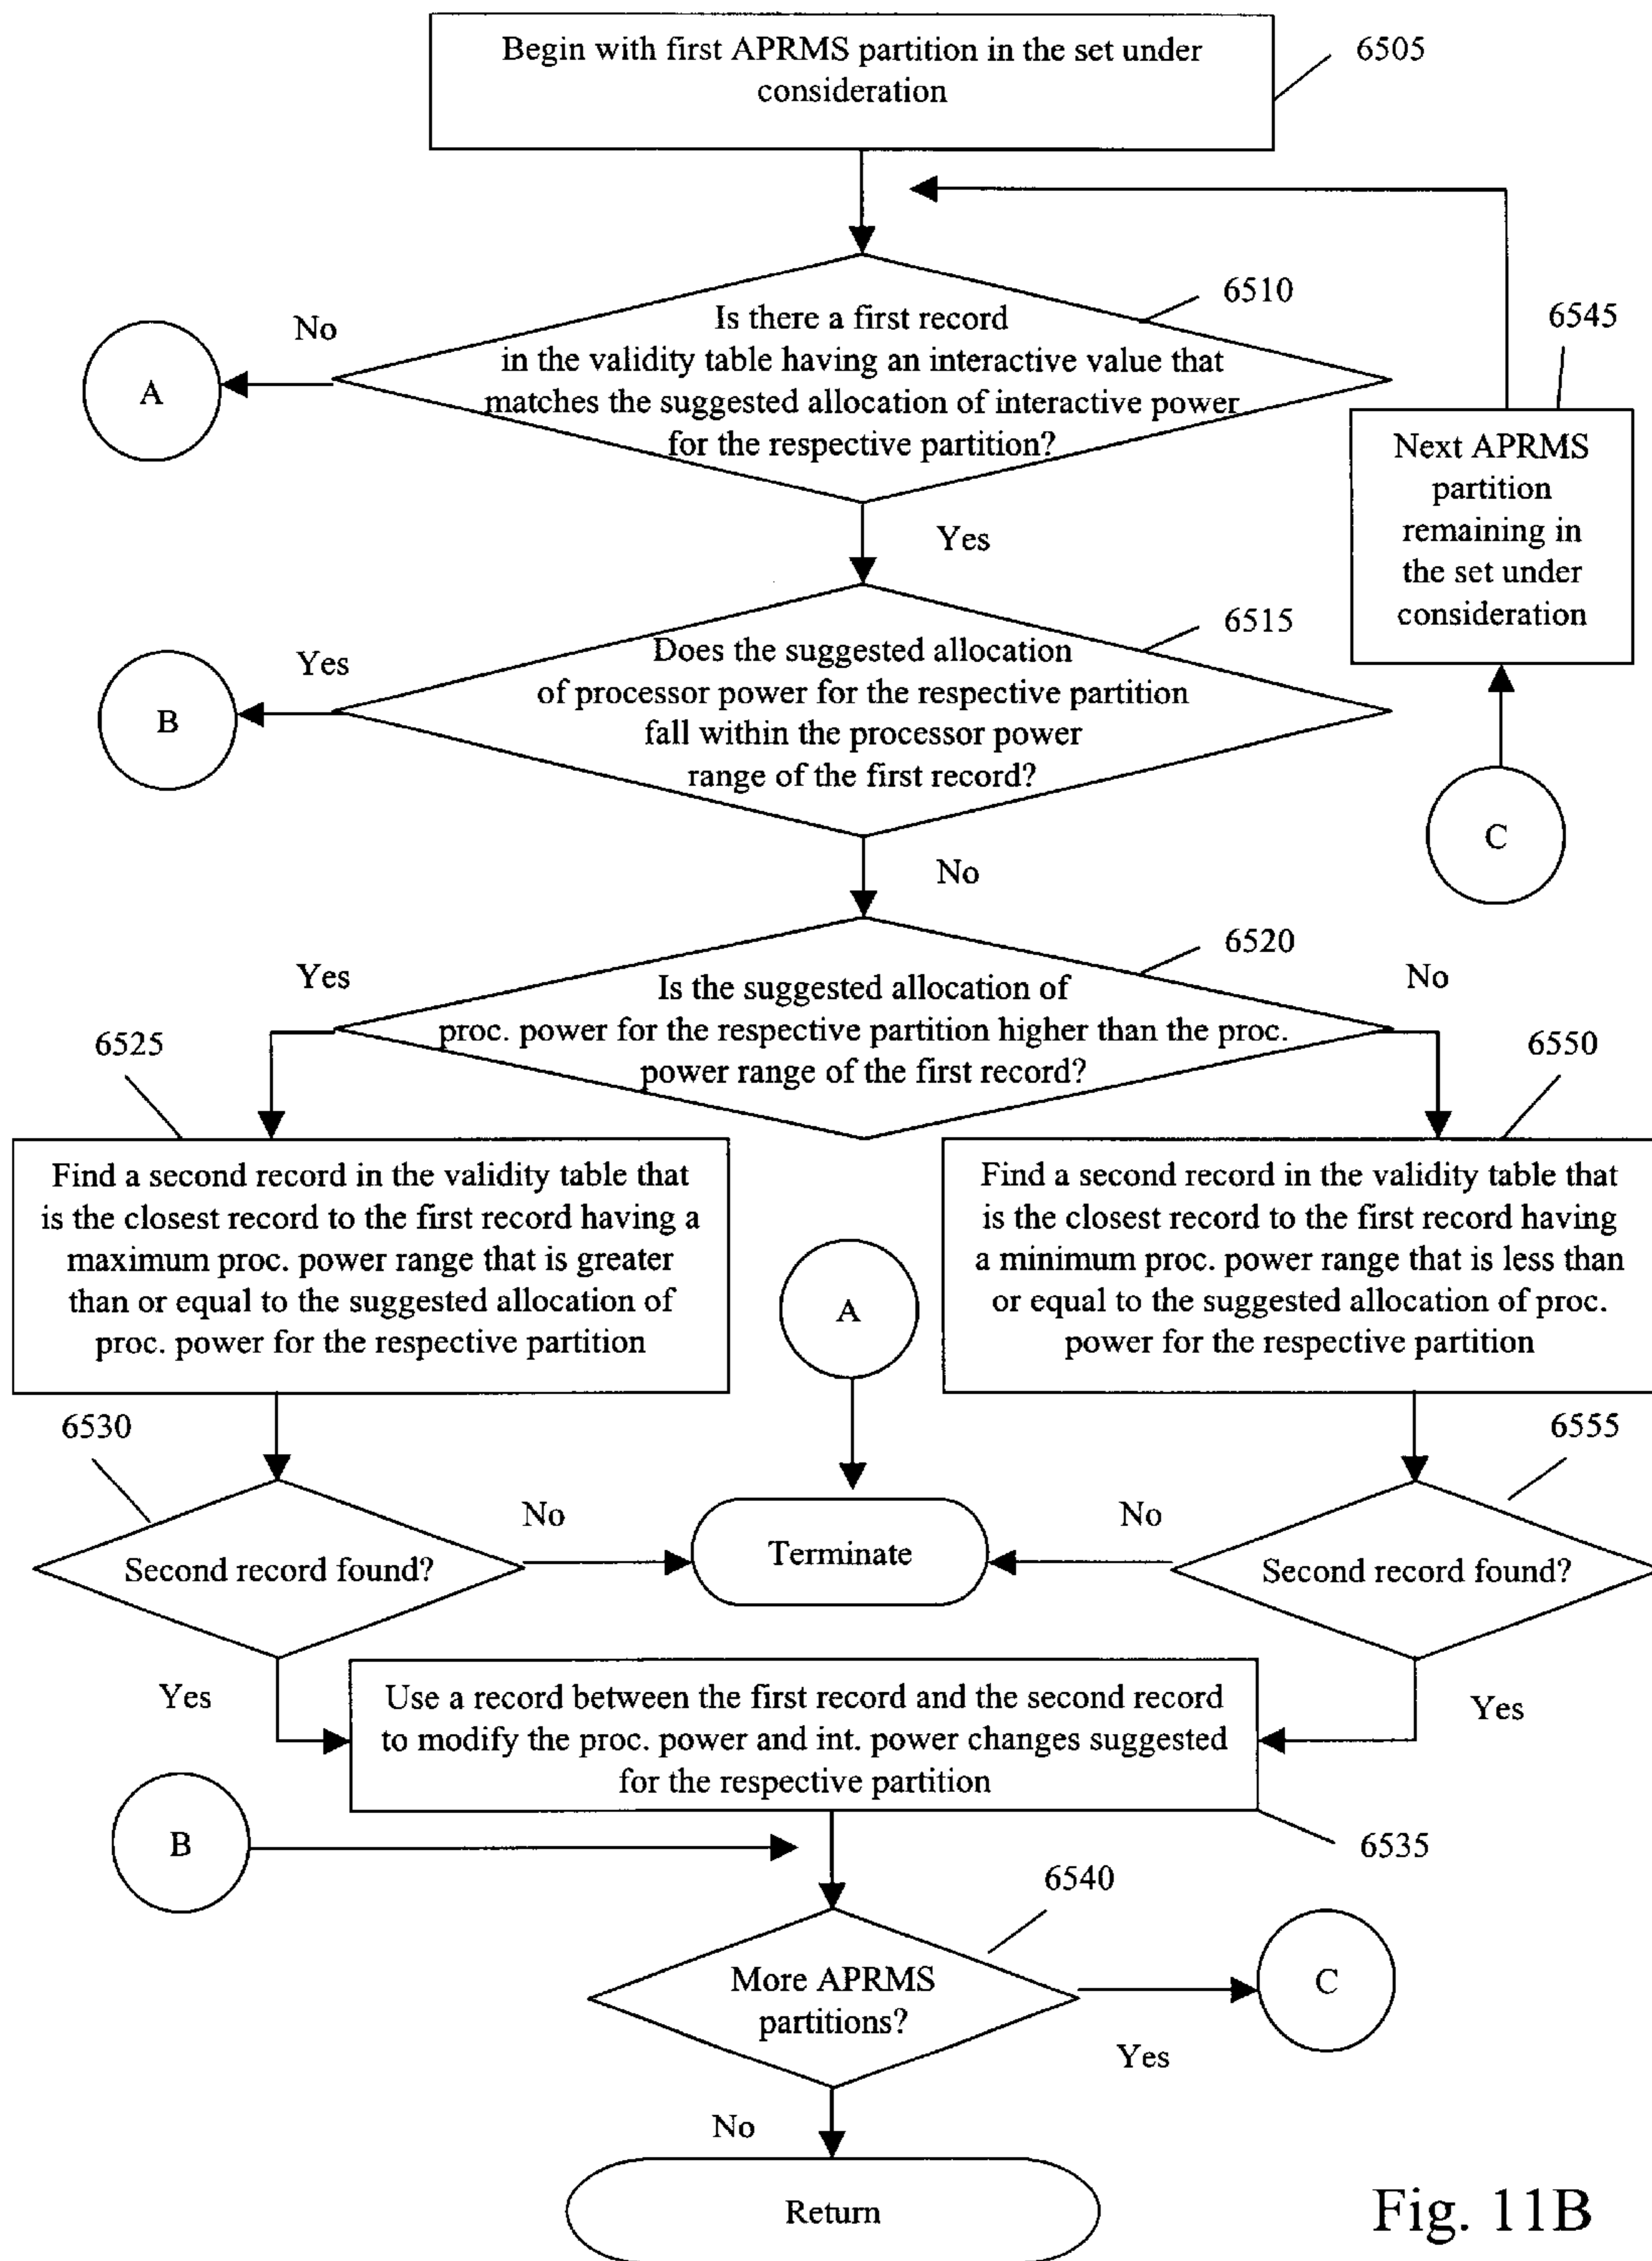 Begin with first APRMS partition in the set under
consideration
6505
6510
Is there a first record
in the validity table having an interactive value that
matches the suggested allocation of interactive power
for the respective partition?
No
A
6545
Next APRMS
partition
remaining in
the set under
consideration
Yes
6515
Does the suggested allocation
of processor power for the respective partition
fall within the processor power
range of the first record?
Yes
B
C
No
6520
Is the suggested allocation of
proc. power for the respective partition higher than the proc.
power range of the first record?
Yes
No
6525
6550
Find a second record in the validity table that
is the closest record to the first record having a
maximum proc. power range that is greater
than or equal to the suggested allocation of
proc. power for the respective partition
Find a second record in the validity table that
is the closest record to the first record having
a minimum proc. power range that is less than
or equal to the suggested allocation of proc.
power for the respective partition
A
6530
6555
Second record found?
No
Terminate
No
Second record found?
Yes
Use a record between the first record and the second record
to modify the proc. power and int. power changes suggested
for the respective partition
Yes
6535
B
6540
More APRMS
partitions?
C
Yes
No
Return
Fig. 11B